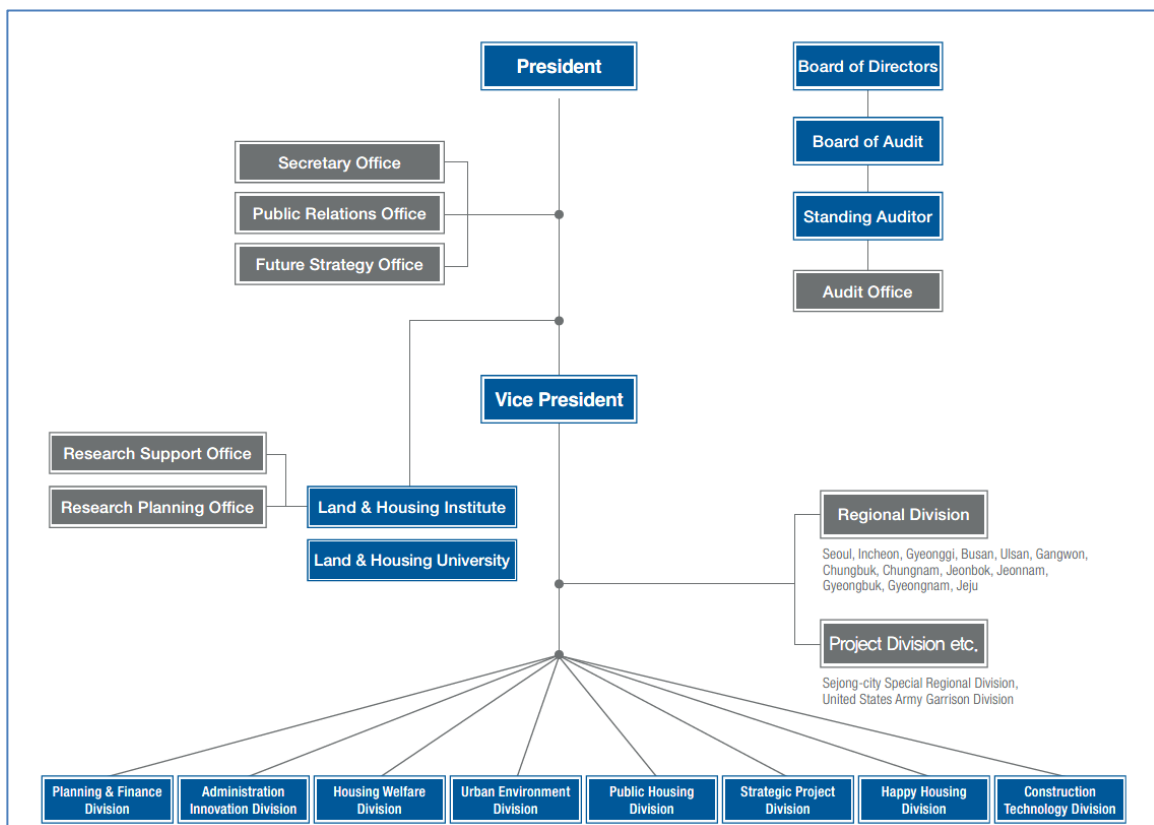 President
Board of Directors
Board of Audit
Standing Auditor
Audit Office
Secretary Office
Public Relations Office
Future Strategy Office
Vice President
Research Support Office
Research Planning Office
Land & Housing Institute
Land & Housing University
Regional Division
Seoul, Incheon, Gyeonggi, Busan, Ulsan, Gangwon,
Chungbuk, Chungnam, Jeonbok, Jeonnam,
Gyeongbuk, Gyeongnam, Jeju
Project Division etc.
Sejong-city Special Regional Division,
United States Army Garrison Division
Planning & Finance
Division
Administration
Innovation Division
Housing Welfare
Division
Urban Environment
Division
Public Housing
Division
Strategic Project
Division
Happy Housing
Division
Construction
Technology Division